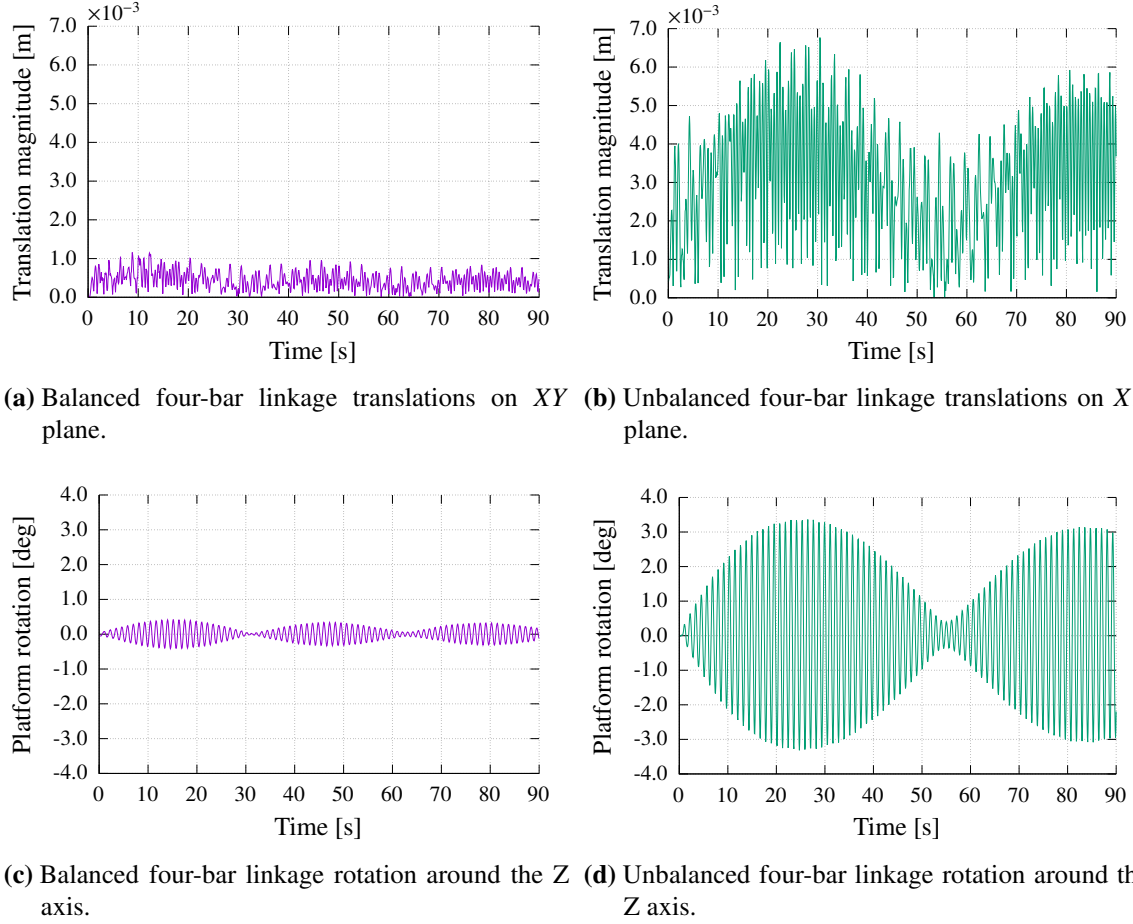 ×10⁻³
7.0
6.0
5.0
4.0
3.0
2.0
1.0
0.0
Translation magnitude [m]
0 10 20 30 40 50 60 70 80 90
Time [s]
(a) Balanced four-bar linkage translations on XY
plane.
×10⁻³
7.0
6.0
5.0
4.0
3.0
2.0
1.0
0.0
Translation magnitude [m]
0 10 20 30 40 50 60 70 80 90
Time [s]
(b) Unbalanced four-bar linkage translations on X
plane.
4.0
3.0
2.0
1.0
0.0
-1.0
-2.0
-3.0
-4.0
Platform rotation [deg]
0 10 20 30 40 50 60 70 80 90
Time [s]
(c) Balanced four-bar linkage rotation around the Z
axis.
4.0
3.0
2.0
1.0
0.0
-1.0
-2.0
-3.0
-4.0
Platform rotation [deg]
0 10 20 30 40 50 60 70 80 90
Time [s]
(d) Unbalanced four-bar linkage rotation around th
Z axis.